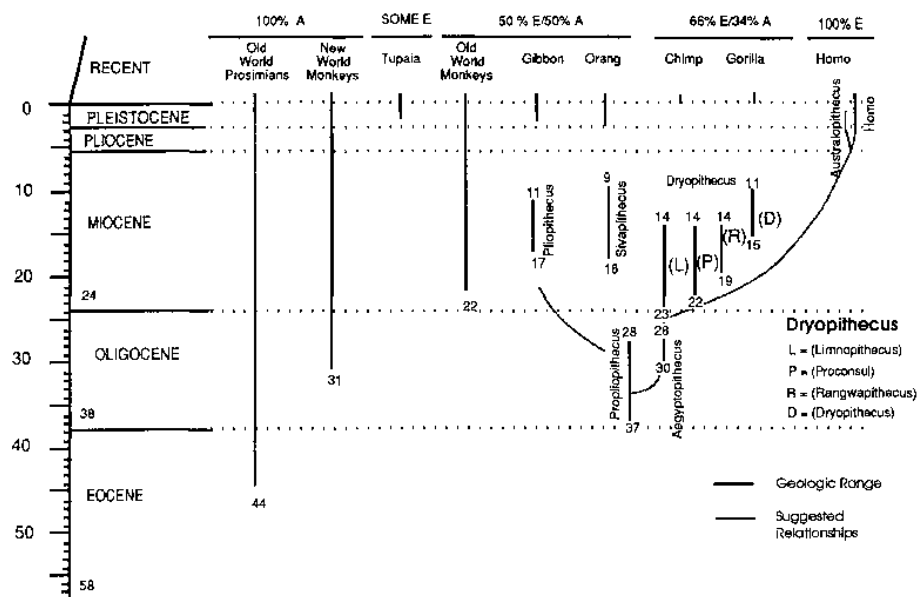 100% A
SOME E
50 % E/50% A
66% E/34% A
100% E
Old World Prosimians
New World Monkeys
Tupaia
Old World Monkeys
Gibbon
Orang
Chimp
Gorilla
Homo
RECENT
0
PLEISTOCENE
PLIOCENE
Australopithecus
Homo
10
MIOCENE
20
24
11
Pliopithecus
17
9
Sivapithecus
18
Dryopithecus
14
(L)
23
14
(P)
22
14
(R)
19
11
(D)
15
22
OLIGOCENE
30
38
31
28
Propliopithecus
37
28
30
Aegyptopithecus
Dryopithecus
L = (Limnopithecus)
P = (Proconsul)
R = (Rangwapithecus)
D = (Dryopithecus)
40
EOCENE
44
50
58
Geologic Range
Suggested
Relationships